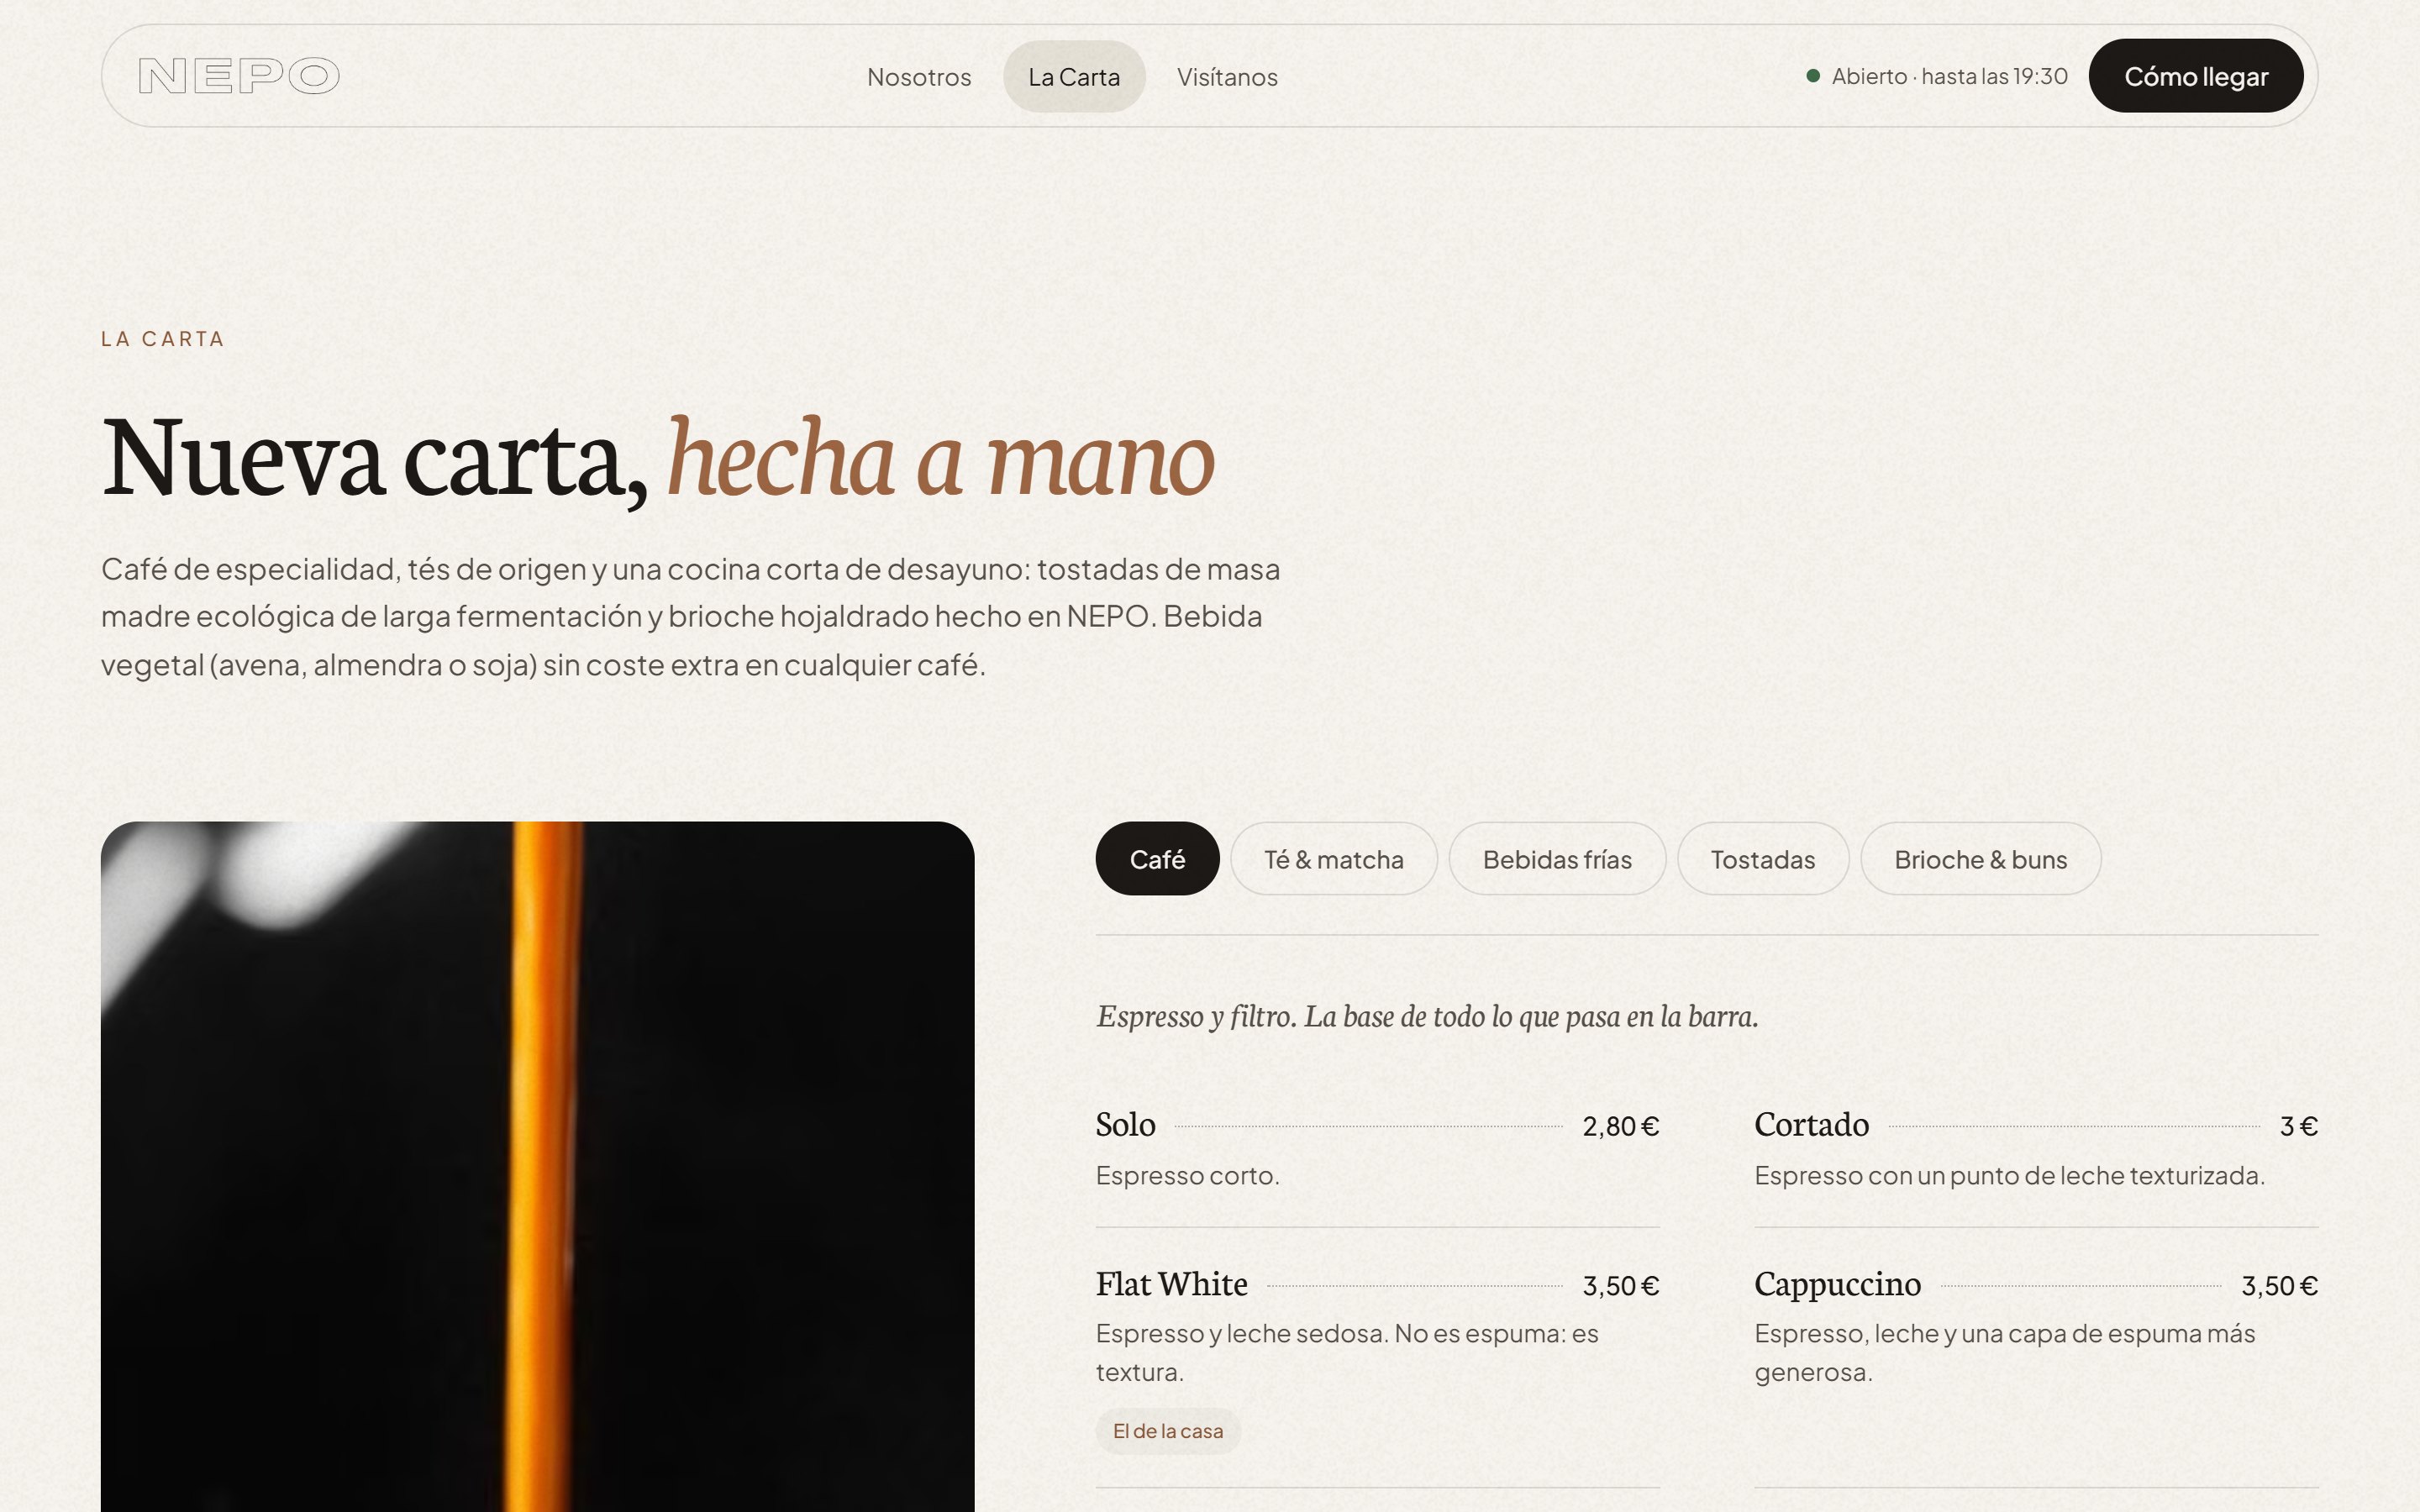 NEPO
Nosotros
La Carta
Visítanos
Abierto · hasta las 19:30
Cómo llegar
LA CARTA
Nueva carta, hecha a mano
Café de especialidad, tés de origen y una cocina corta de desayuno: tostadas de masa
madre ecológica de larga fermentación y brioche hojaldrado hecho en NEPO. Bebida
vegetal (avena, almendra o soja) sin coste extra en cualquier café.
Café
Té & matcha
Bebidas frías
Tostadas
Brioche & buns
Espresso y filtro. La base de todo lo que pasa en la barra.
Solo 2,80 €
Espresso corto.
Cortado 3 €
Espresso con un punto de leche texturizada.
Flat White 3,50 €
Espresso y leche sedosa. No es espuma: es
textura.
El de la casa
Cappuccino 3,50 €
Espresso, leche y una capa de espuma más
generosa.